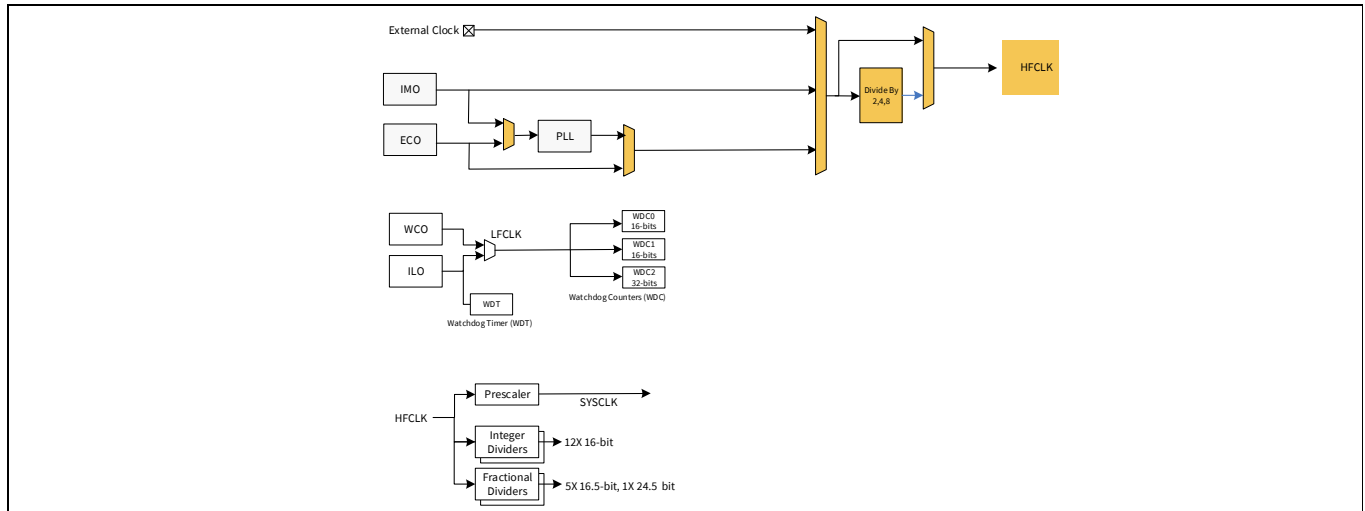 External Clock
IMO
ECO
PLL
Divide By
2,4,8
HFCLK
WCO
ILO
LFCLK
WDT
Watchdog Timer (WDT)
WDC0
16-bits
WDC1
16-bits
WDC2
32-bits
Watchdog Counters (WDC)
HFCLK
Prescaler
SYSCLK
Integer
Dividers
12X 16-bit
Fractional
Dividers
5X 16.5-bit, 1X 24.5 bit